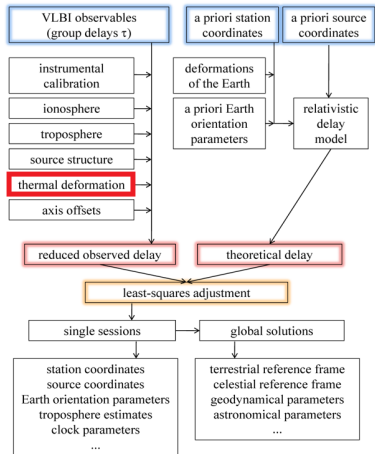 VLBI observables
(group delays τ)
a priori station
coordinates
a priori source
coordinates
instrumental
calibration
ionosphere
troposphere
source structure
thermal deformation
axis offsets
deformations
of the Earth
a priori Earth
orientation
parameters
relativistic
delay
model
reduced observed delay
theoretical delay
least-squares adjustment
single sessions
global solutions
station coordinates
source coordinates
Earth orientation parameters
troposphere estimates
clock parameters
...
terrestrial reference frame
celestial reference frame
geodynamical parameters
astronomical parameters
...